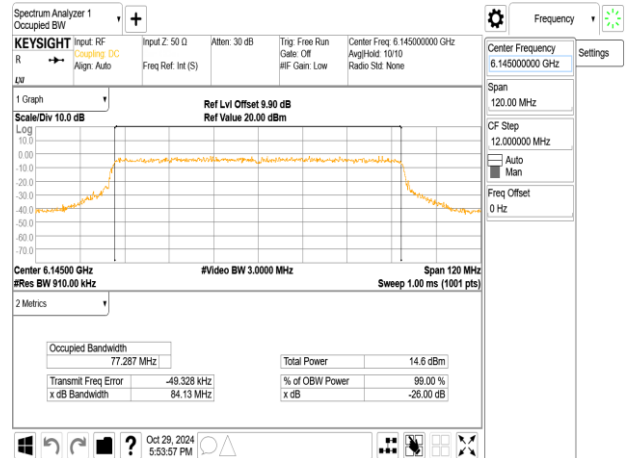 Spectrum Analyzer 1
Occupied BW
+
Frequency
KEYSIGHT
R
LXI
Input: RF
Coupling: DC
Align: Auto
Input Z: 50 Ω
Freq Ref: Int (S)
Atten: 30 dB
Trig: Free Run
Gate: Off
#IF Gain: Low
Center Freq: 6.145000000 GHz
Avg|Hold: 10/10
Radio Std: None
Center Frequency
6.145000000 GHz
Settings
Span
120.00 MHz
CF Step
12.000000 MHz
Auto
Man
Freq Offset
0 Hz
1 Graph
Scale/Div 10.0 dB
Ref Lvl Offset 9.90 dB
Ref Value 20.00 dBm
Log
10.0
0.00
-10.0
-20.0
-30.0
-40.0
-50.0
-60.0
-70.0
Center 6.14500 GHz
#Res BW 910.00 kHz
#Video BW 3.0000 MHz
Span 120 MHz
Sweep 1.00 ms (1001 pts)
2 Metrics
Occupied Bandwidth
77.287 MHz
Transmit Freq Error -49.328 kHz
x dB Bandwidth 84.13 MHz
Total Power 14.6 dBm
% of OBW Power 99.00 %
x dB -26.00 dB
?
Oct 29, 2024
5:53:57 PM